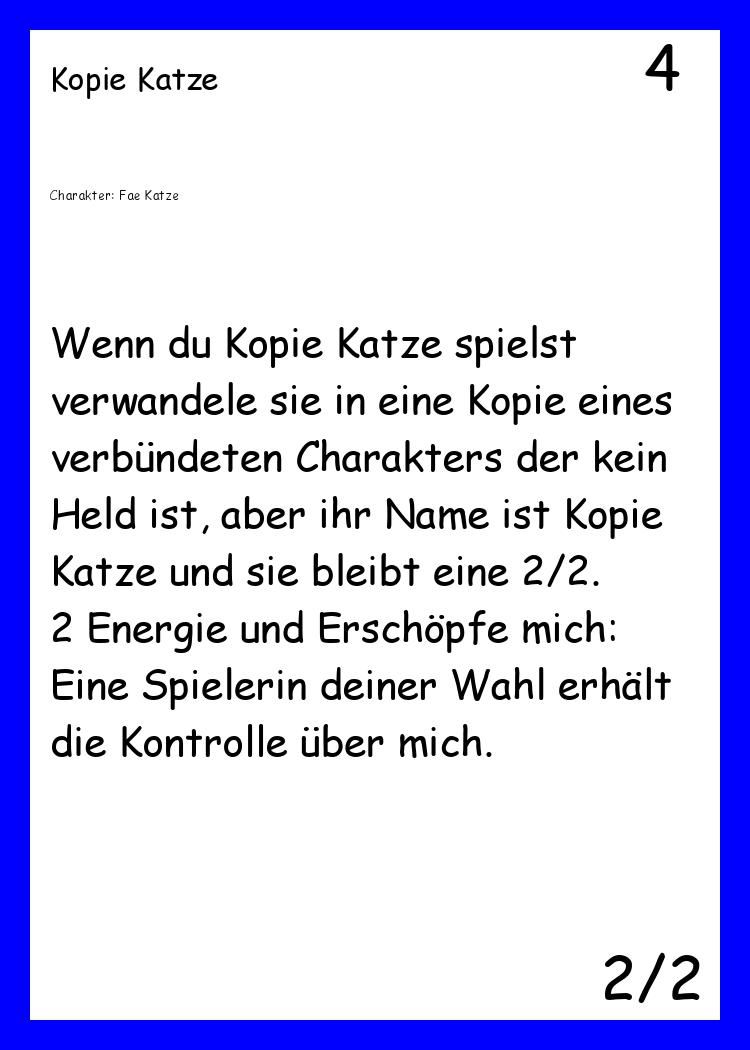 Kopie Katze
4
Charakter: Fae Katze
Wenn du Kopie Katze spielst
verwandele sie in eine Kopie eines
verbündeten Charakters der kein
Held ist, aber ihr Name ist Kopie
Katze und sie bleibt eine 2/2.
2 Energie und Erschöpfe mich:
Eine Spielerin deiner Wahl erhält
die Kontrolle über mich.
2/2